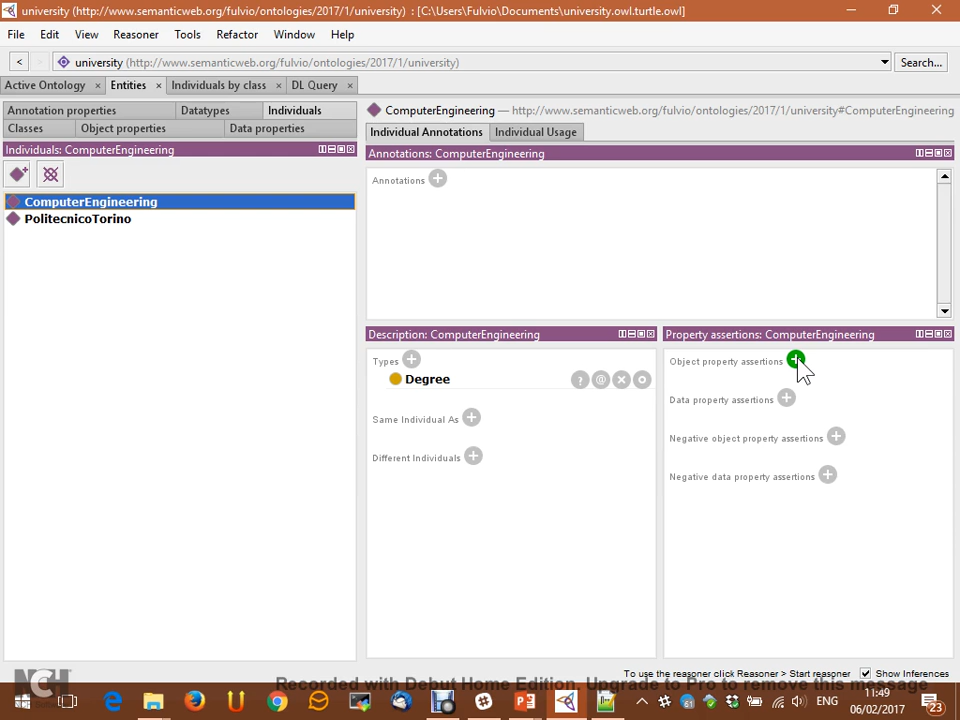 university (http://www.semanticweb.org/fulvio/ontologies/2017/1/university) : [C:\Users\Fulvio\Documents\university.owl.turtle.owl]
File Edit View Reasoner Tools Refactor Window Help
< university (http://www.semanticweb.org/fulvio/ontologies/2017/1/university) Search...
Active Ontology × Entities × Individuals by class × DL Query ×
Annotation properties Datatypes Individuals
Classes Object properties Data properties
Individuals: ComputerEngineering
ComputerEngineering
PolitecnicoTorino
ComputerEngineering — http://www.semanticweb.org/fulvio/ontologies/2017/1/university#ComputerEngineering
Individual Annotations Individual Usage
Annotations: ComputerEngineering
Annotations
Description: ComputerEngineering
Types
Degree
Same Individual As
Different Individuals
Property assertions: ComputerEngineering
Object property assertions
Data property assertions
Negative object property assertions
Negative data property assertions
To use the reasoner click Reasoner > Start reasoner Show Inferences
NCH
Recorded with Debut Home Edition. Upgrade to Pro to remove this message
61 ENG 11:49
06/02/2017
23